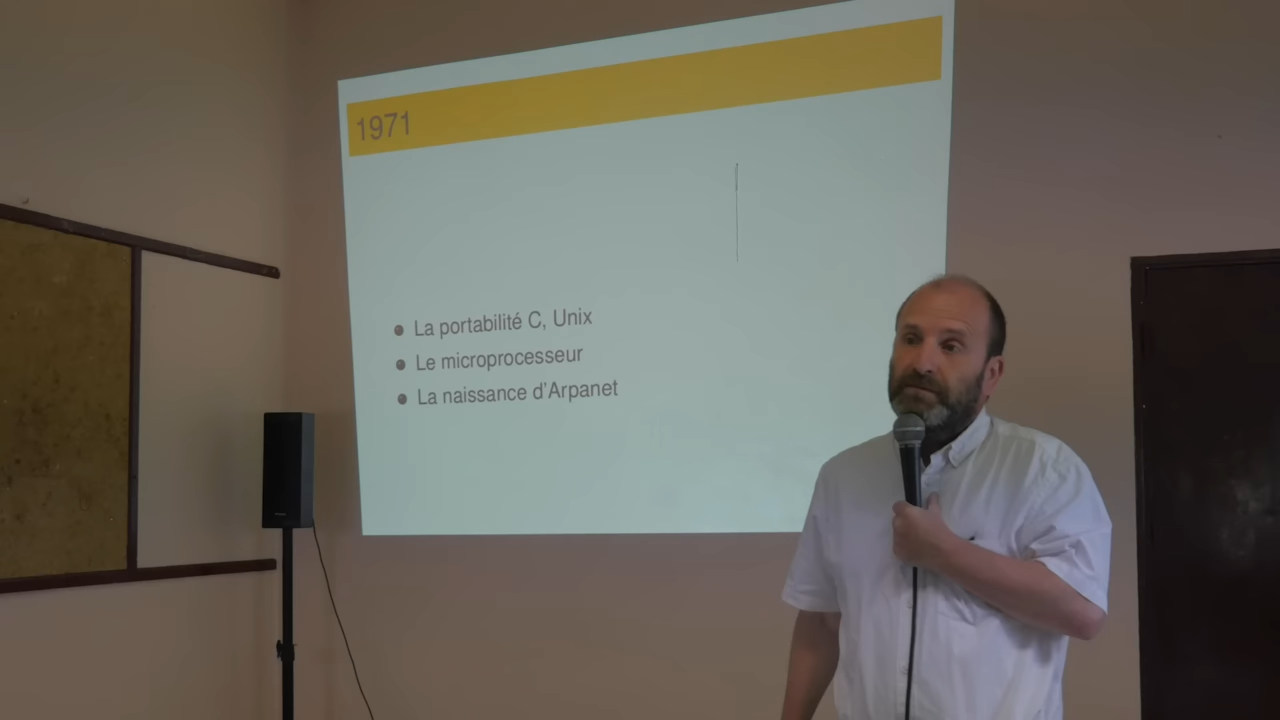 1971
La portabilité C, Unix
Le microprocesseur
La naissance d'Arpanet